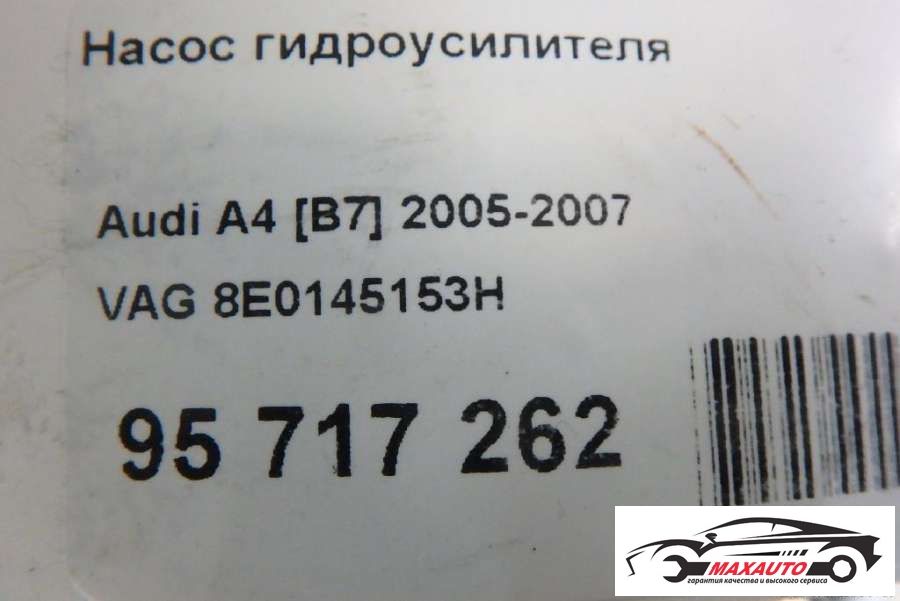 Насос гидроусилителя
Audi A4 [B7] 2005-2007
VAG 8E0145153H
95 717 262
MAXAUTO
гарантия качества и высокого сервиса